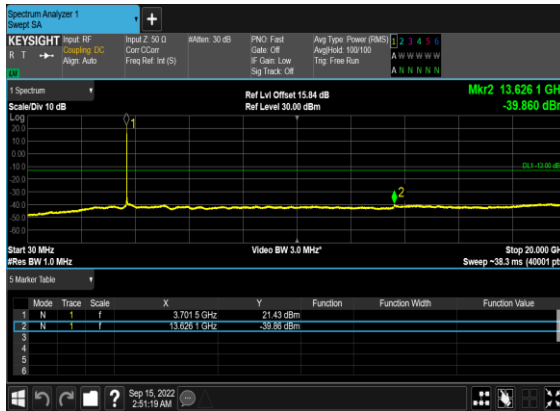 Spectrum Analyzer 1
Swept SA
+
KEYSIGHT Input: RF Input Z: 50 Ω #Atten: 30 dB PNO: Fast Avg Type: Power (RMS) 1 2 3 4 5 6
R T Coupling: DC Corr CCorr Gate: Off Avg|Hold: 100/100 A W W W W W
Align: Auto Freq Ref: Int (S) IF Gain: Low Trig: Free Run A N N N N N
Sig Track: Off
1 Spectrum Ref Lvl Offset 15.84 dB Mkr2 13.626 1 GH
Scale/Div 10 dB Ref Level 30.00 dBm -39.860 dBr
Log
20.0
10.0
0.00
-10.0
-20.0
-30.0
-40.0
-50.0
-60.0
1
2
DL1 -13.00 dB
Start 30 MHz Video BW 3.0 MHz* Stop 20.000 GH
#Res BW 1.0 MHz Sweep ~38.3 ms (40001 pt
5 Marker Table
Mode Trace Scale X Y Function Function Width Function Value
1 N 1 f 3.701 5 GHz 21.43 dBm
2 N 1 f 13.626 1 GHz -39.86 dBm
3
4
5
6
? Sep 15, 2022
2:51:19 AM